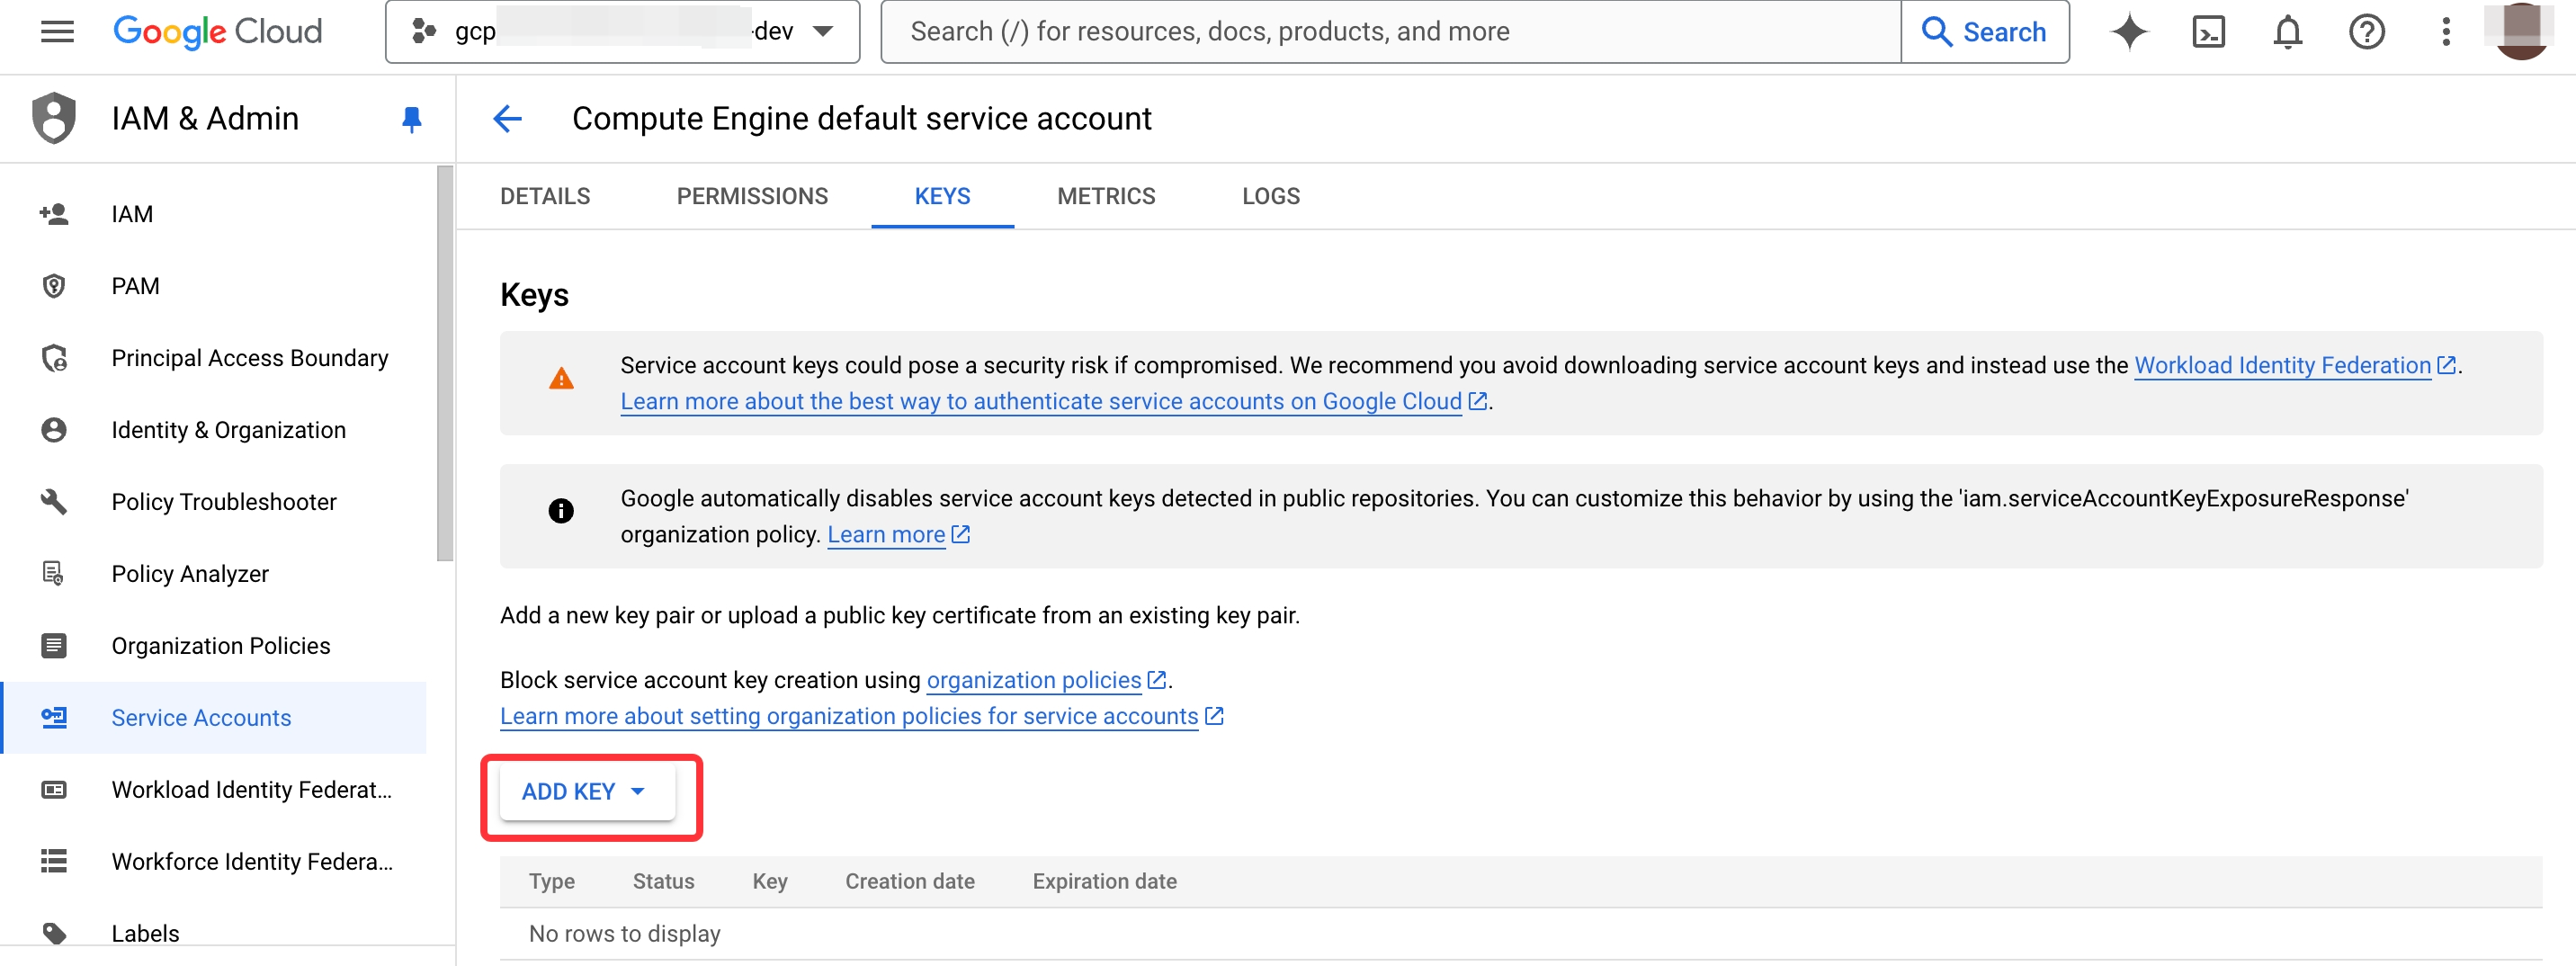 Google Cloud
gcp -dev
Search (/) for resources, docs, products, and more
Search
IAM & Admin
Compute Engine default service account
IAM
PAM
Principal Access Boundary
Identity & Organization
Policy Troubleshooter
Policy Analyzer
Organization Policies
Service Accounts
Workload Identity Federat...
Workforce Identity Federa...
Labels
DETAILS PERMISSIONS KEYS METRICS LOGS
Keys
Service account keys could pose a security risk if compromised. We recommend you avoid downloading service account keys and instead use the Workload Identity Federation.
Learn more about the best way to authenticate service accounts on Google Cloud.
Google automatically disables service account keys detected in public repositories. You can customize this behavior by using the 'iam.serviceAccountKeyExposureResponse'
organization policy. Learn more
Add a new key pair or upload a public key certificate from an existing key pair.
Block service account key creation using organization policies.
Learn more about setting organization policies for service accounts
ADD KEY
Type Status Key Creation date Expiration date
No rows to display